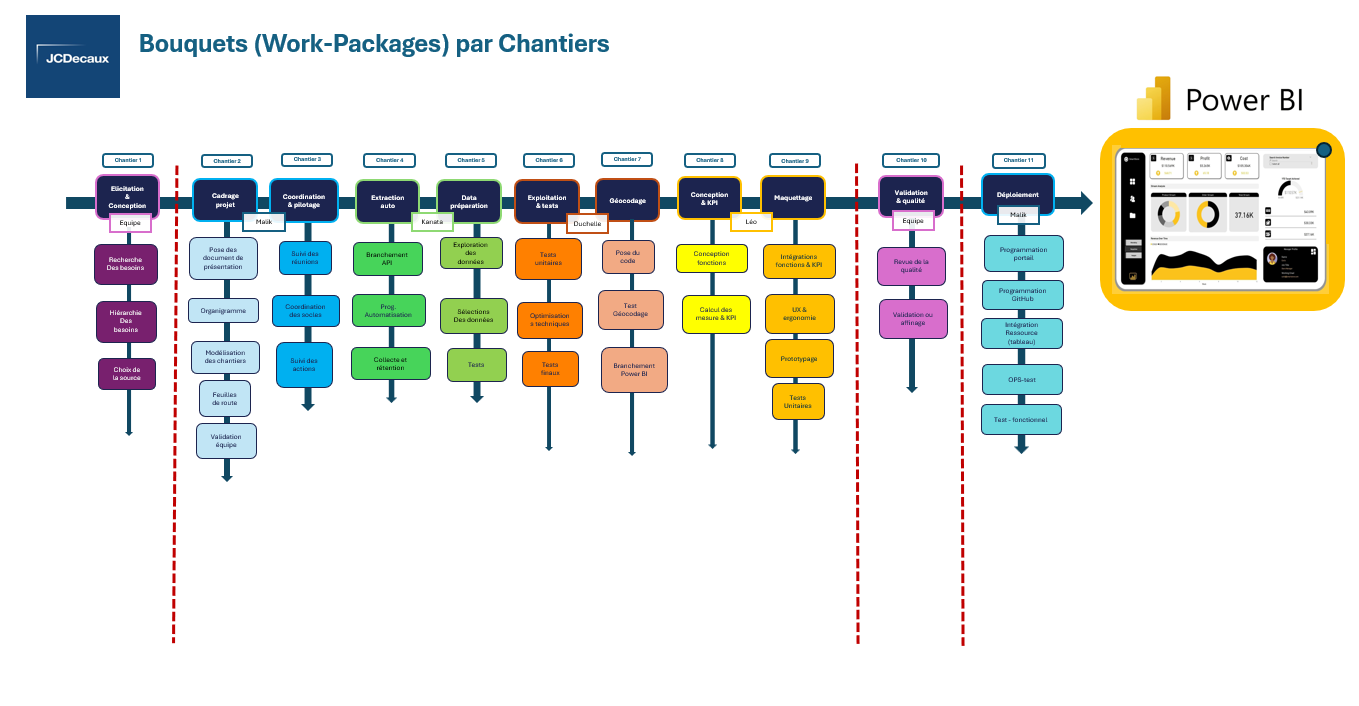 JCDecaux
Bouquets (Work-Packages) par Chantiers
Power BI
Chantier 1
Chantier 2
Chantier 3
Chantier 4
Chantier 5
Chantier 6
Chantier 7
Chantier 8
Chantier 9
Chantier 10
Chantier 11
Elicitation
&
Conception
Equipe
Recherche
Des besoins
Hiérarchie
Des
besoins
Choix de
la source
Cadrage
projet
Malik
Pose des
document de
présentation
Organigramme
Modélisation
des chantiers
Feuilles
de route
Validation
équipe
Coordination
& pilotage
Suivi des
réunions
Coordination
des socles
Suivi des
actions
Extraction
auto
Kanata
Branchement
API
Prog.
Automatisation
Collecte et
rétention
Data
préparation
Exploration
des
données
Sélections
Des données
Tests
Exploitation
& tests
Duchelle
Tests
unitaires
Optimisation
s techniques
Tests
finaux
Géocodage
Pose du
code
Test
Géocodage
Branchement
Power BI
Conception
& KPI
Léo
Conception
fonctions
Calcul des
mesure & KPI
Maquettage
Intégrations
fonctions & KPI
UX &
ergonomie
Prototypage
Tests
Unitaires
Validation
& qualité
Equipe
Revue de la
qualité
Validation ou
affinage
Déploiement
Malik
Programmation
portail
Programmation
GitHub
Intégration
Ressource
(tableau)
OPS-test
Test - fonctionnel
Revenue
Profit
Cost
37.16K